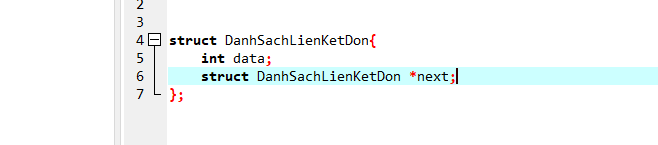 2
3
4 struct DanhSachLienKetDon{
5 int data;
6 struct DanhSachLienKetDon *next;
7 };